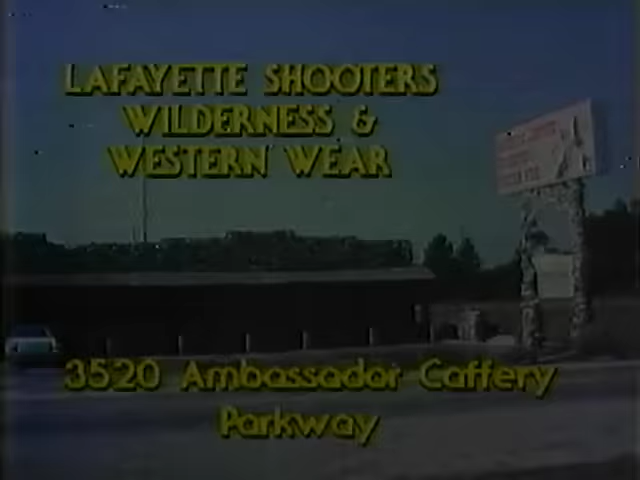 LAFAYETTE SHOOTERS
WILDERNESS &
WESTERN WEAR
3520 Ambassador Caffery
Parkway